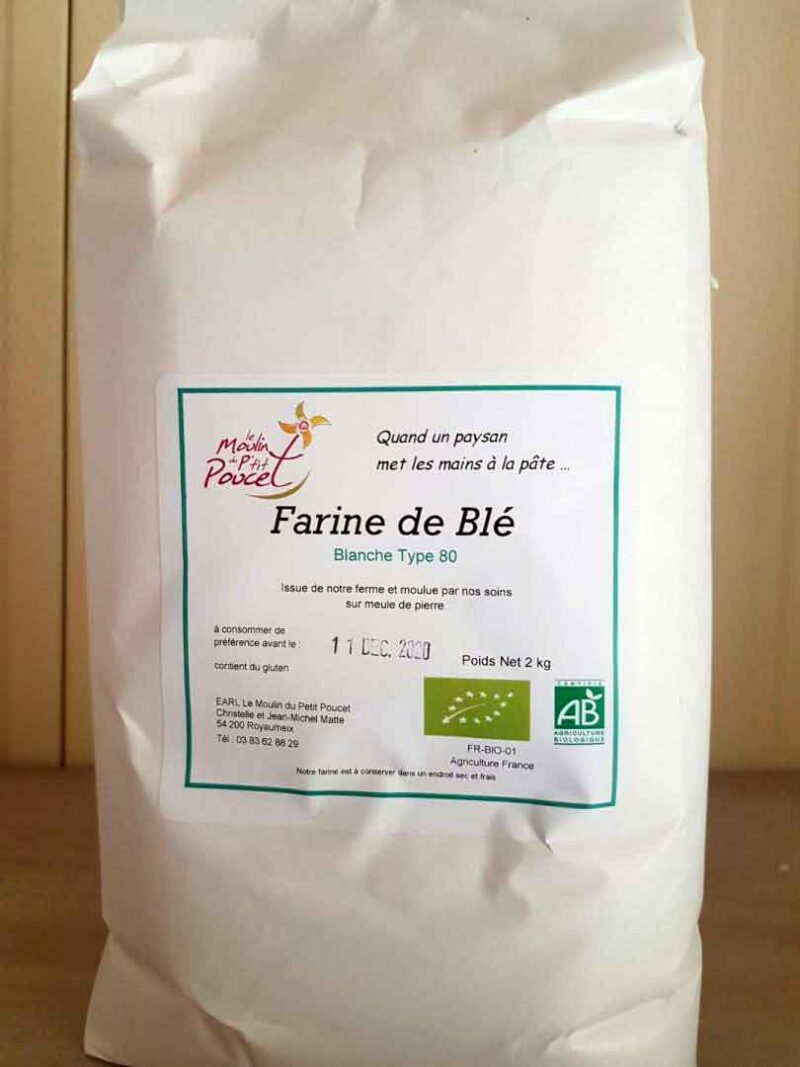 le
Moulin
du P'tit
Poucet
Quand un paysan
met les mains à la pâte ...
Farine de Blé
Blanche Type 80
Issue de notre ferme et moulue par nos soins
sur meule de pierre
à consommer de
préférence avant le :
11 DEC. 2020
Poids Net 2 kg
contient du gluten
EARL Le Moulin du Petit Poucet
Christelle et Jean-Michel Matte
54 200 Royaumeix
Tél : 03 83 62 88 29
CERTIFIÉ
AB
AGRICULTURE
BIOLOGIQUE
FR-BIO-01
Agriculture France
Notre farine est à conserver dans un endroit sec et frais